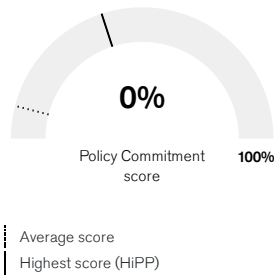 0%
Policy Commitment
score
100%
Average score
Highest score (HiPP)